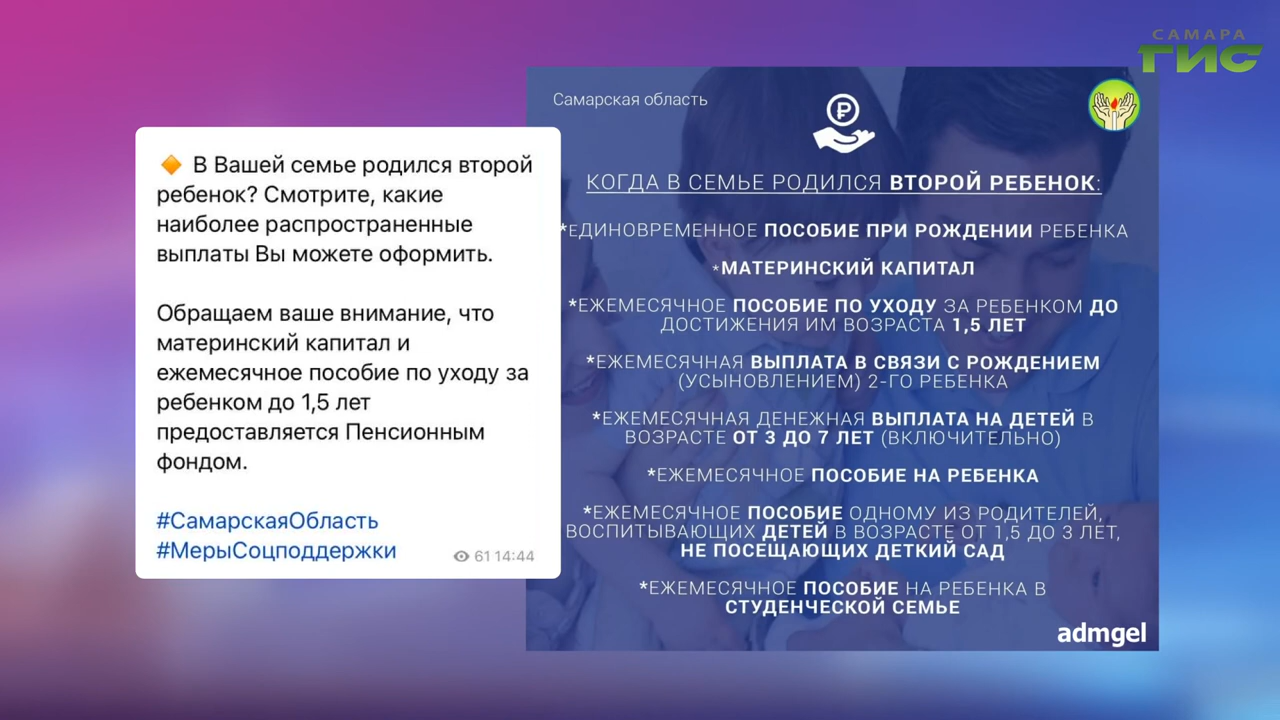 САМАРА
ГИС
В Вашей семье родился второй
ребенок? Смотрите, какие
наиболее распространенные
выплаты Вы можете оформить.
Обращаем ваше внимание, что
материнский капитал и
ежемесячное пособие по уходу за
ребенком до 1,5 лет
предоставляется Пенсионным
фондом.
#СамарскаяОбласть
#МерыСоцподдержки
61 14:44
Самарская область
КОГДА В СЕМЬЕ РОДИЛСЯ ВТОРОЙ РЕБЕНОК:
*ЕДИНОВРЕМЕННОЕ ПОСОБИЕ ПРИ РОЖДЕНИИ РЕБЕНКА
*МАТЕРИНСКИЙ КАПИТАЛ
*ЕЖЕМЕСЯЧНОЕ ПОСОБИЕ ПО УХОДУ ЗА РЕБЕНКОМ ДО
ДОСТИЖЕНИЯ ИМ ВОЗРАСТА 1,5 ЛЕТ
*ЕЖЕМЕСЯЧНАЯ ВЫПЛАТА В СВЯЗИ С РОЖДЕНИЕМ
(УСЫНОВЛЕНИЕМ) 2-ГО РЕБЕНКА
*ЕЖЕМЕСЯЧНАЯ ДЕНЕЖНАЯ ВЫПЛАТА НА ДЕТЕЙ В
ВОЗРАСТЕ ОТ 3 ДО 7 ЛЕТ (ВКЛЮЧИТЕЛЬНО)
*ЕЖЕМЕСЯЧНОЕ ПОСОБИЕ НА РЕБЕНКА
*ЕЖЕМЕСЯЧНОЕ ПОСОБИЕ ОДНОМУ ИЗ РОДИТЕЛЕЙ,
ВОСПИТЫВАЮЩИХ ДЕТЕЙ В ВОЗРАСТЕ ОТ 1,5 ДО 3 ЛЕТ,
НЕ ПОСЕЩАЮЩИХ ДЕТКИЙ САД
*ЕЖЕМЕСЯЧНОЕ ПОСОБИЕ НА РЕБЕНКА В
СТУДЕНЧЕСКОЙ СЕМЬЕ
admgel